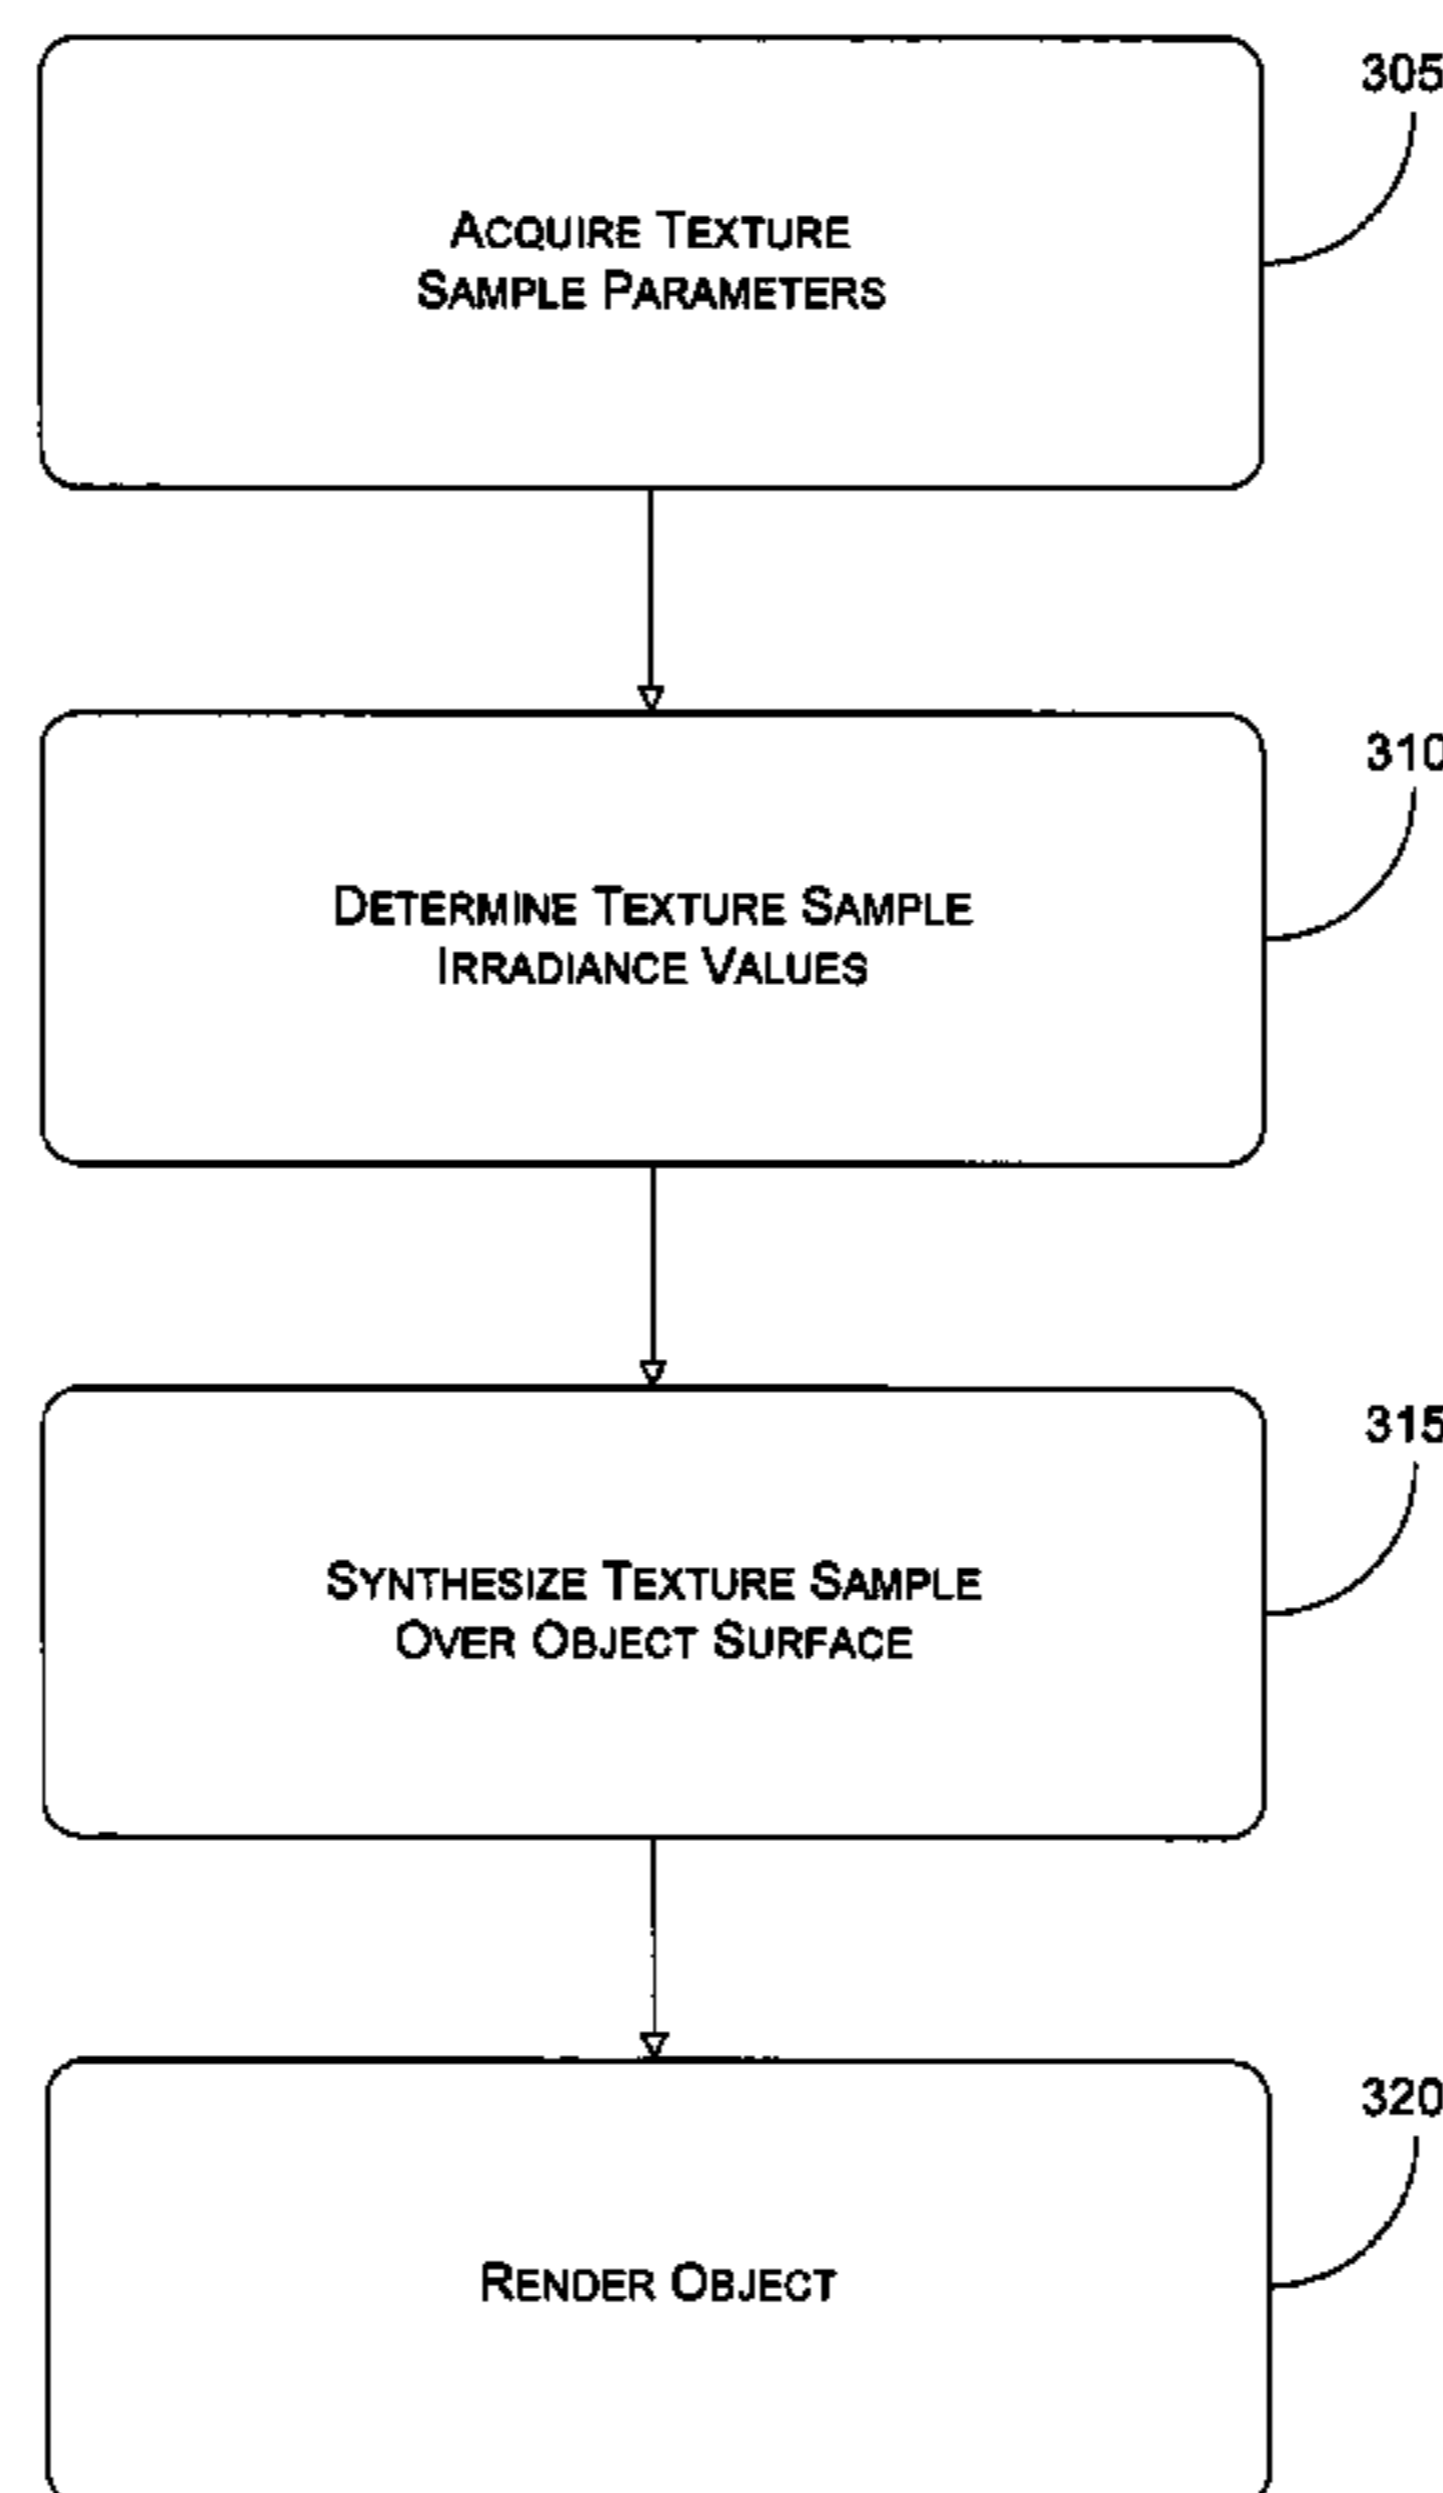 305
ACQUIRE TEXTURE
SAMPLE PARAMETERS
310
DETERMINE TEXTURE SAMPLE
IRRADIANCE VALUES
315
SYNTHESIZE TEXTURE SAMPLE
OVER OBJECT SURFACE
320
RENDER OBJECT